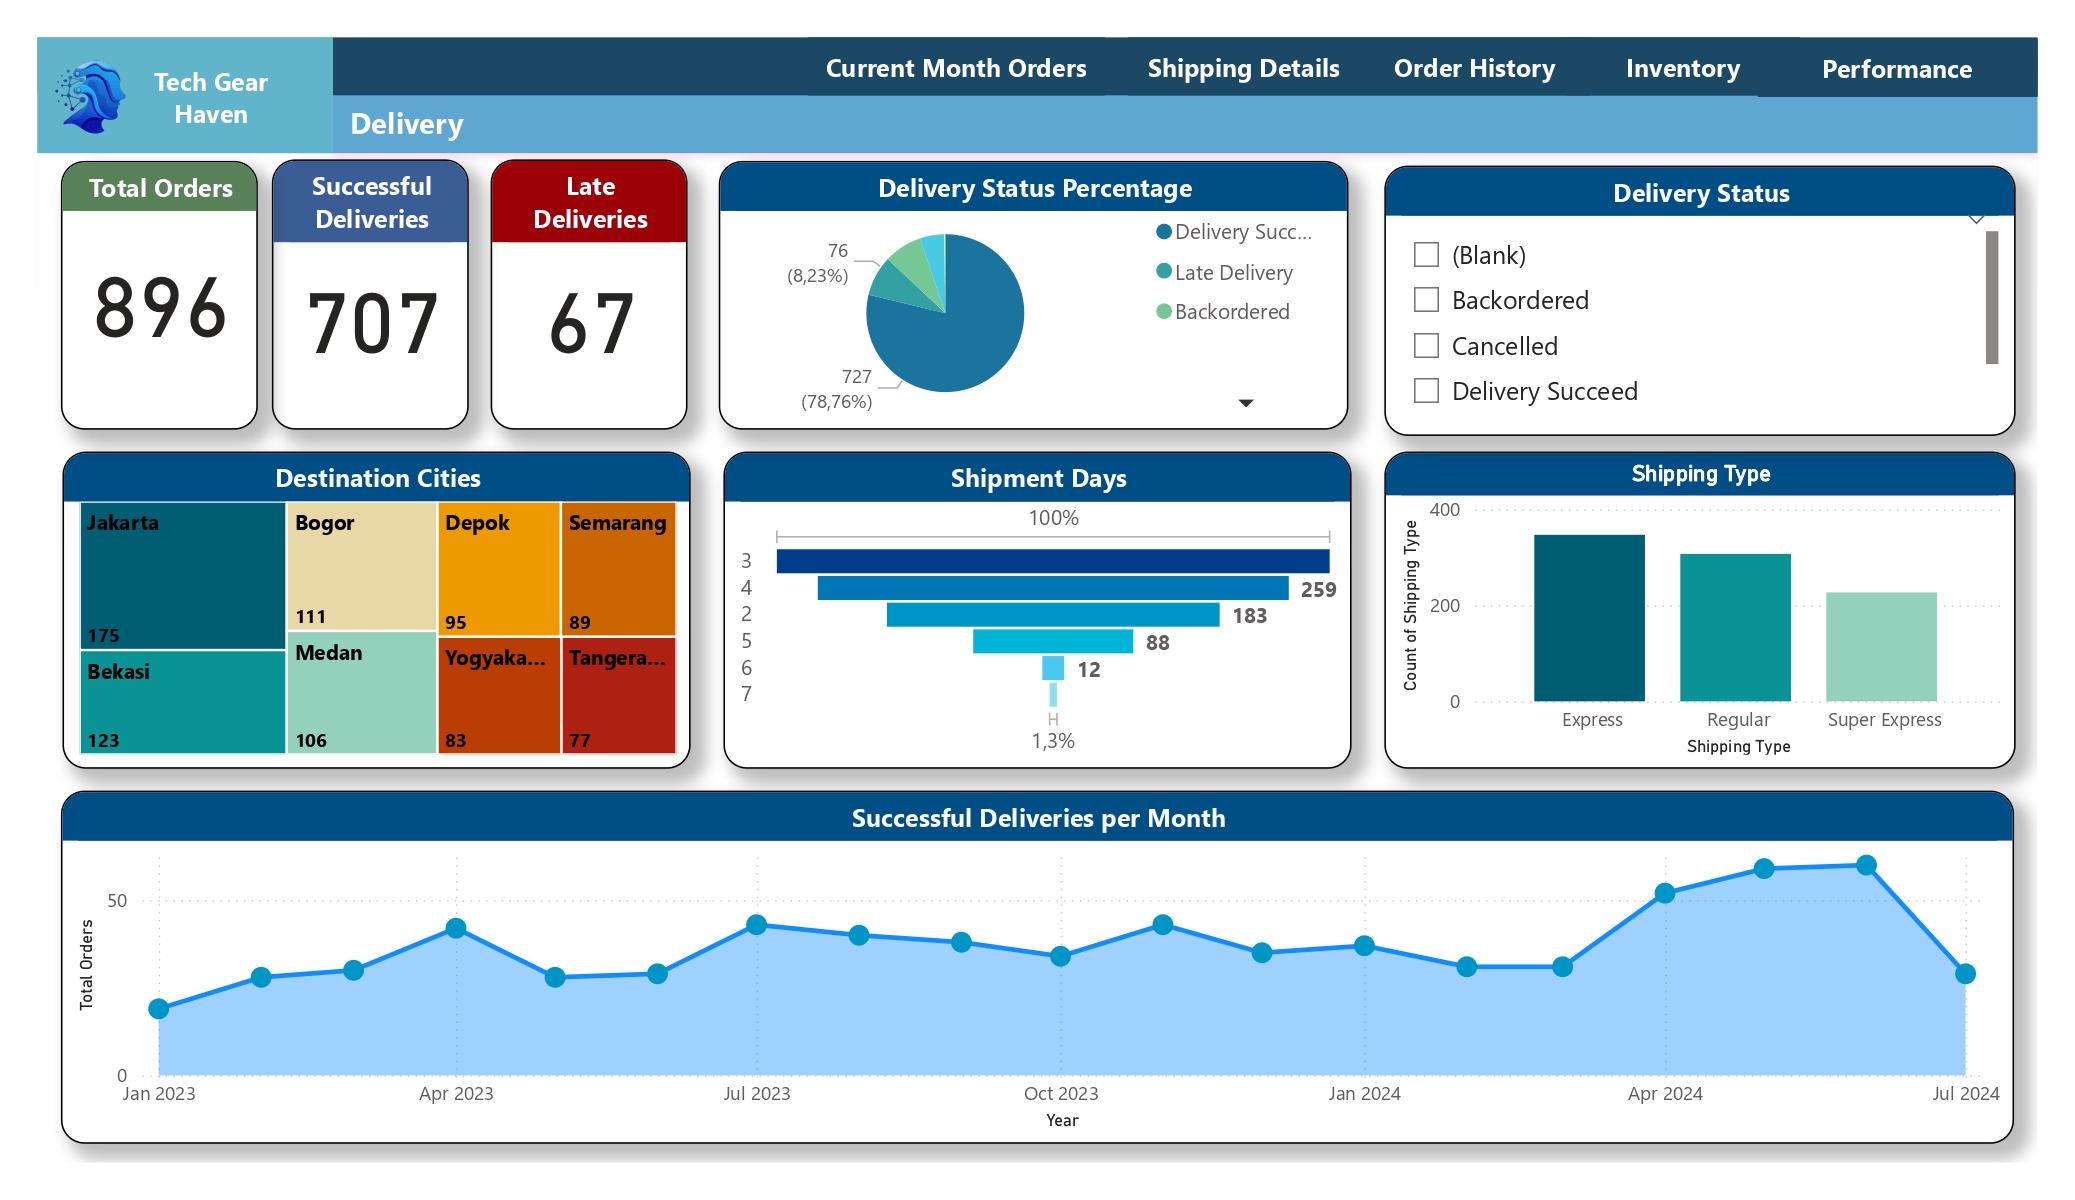 Tech Gear
Haven
Current Month Orders
Shipping Details
Order History
Inventory
Performance
Delivery
Total Orders
896
Successful
Deliveries
707
Late
Deliveries
67
Delivery Status Percentage
76
(8,23%)
727
(78,76%)
Delivery Succ...
Late Delivery
Backordered
Delivery Status
(Blank)
Backordered
Cancelled
Delivery Succeed
Destination Cities
Jakarta
175
Bekasi
123
Bogor
111
Medan
106
Depok
95
Semarang
89
Yogyaka...
83
Tangera...
77
Shipment Days
100%
3
4
259
2
183
5
88
6
12
7
1,3%
Shipping Type
Count of Shipping Type
400
200
0
Express
Regular
Super Express
Shipping Type
Successful Deliveries per Month
Total Orders
50
0
Jan 2023
Apr 2023
Jul 2023
Oct 2023
Jan 2024
Apr 2024
Jul 2024
Year